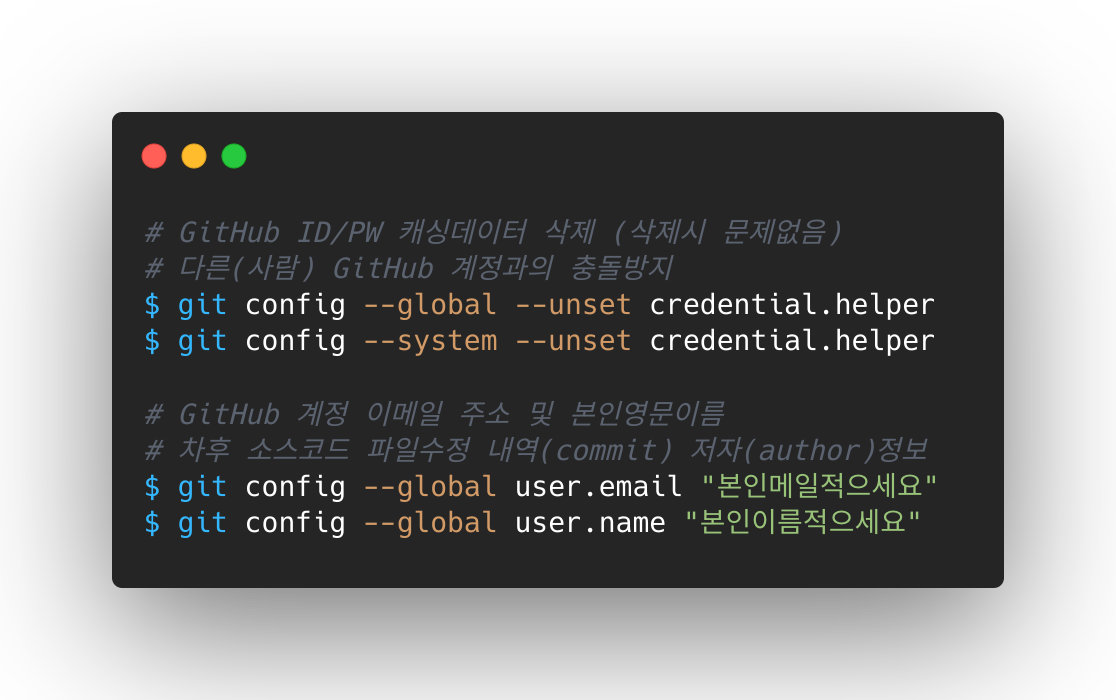 # GitHub ID/PW 캐싱데이터 삭제 (삭제시 문제없음)
# 다른(사람) GitHub 계정과의 충돌방지
$ git config --global --unset credential.helper
$ git config --system --unset credential.helper
# GitHub 계정 이메일 주소 및 본인영문이름
# 차후 소스코드 파일수정 내역(commit) 저자(author)정보
$ git config --global user.email "본인메일적으세요"
$ git config --global user.name "본인이름적으세요"